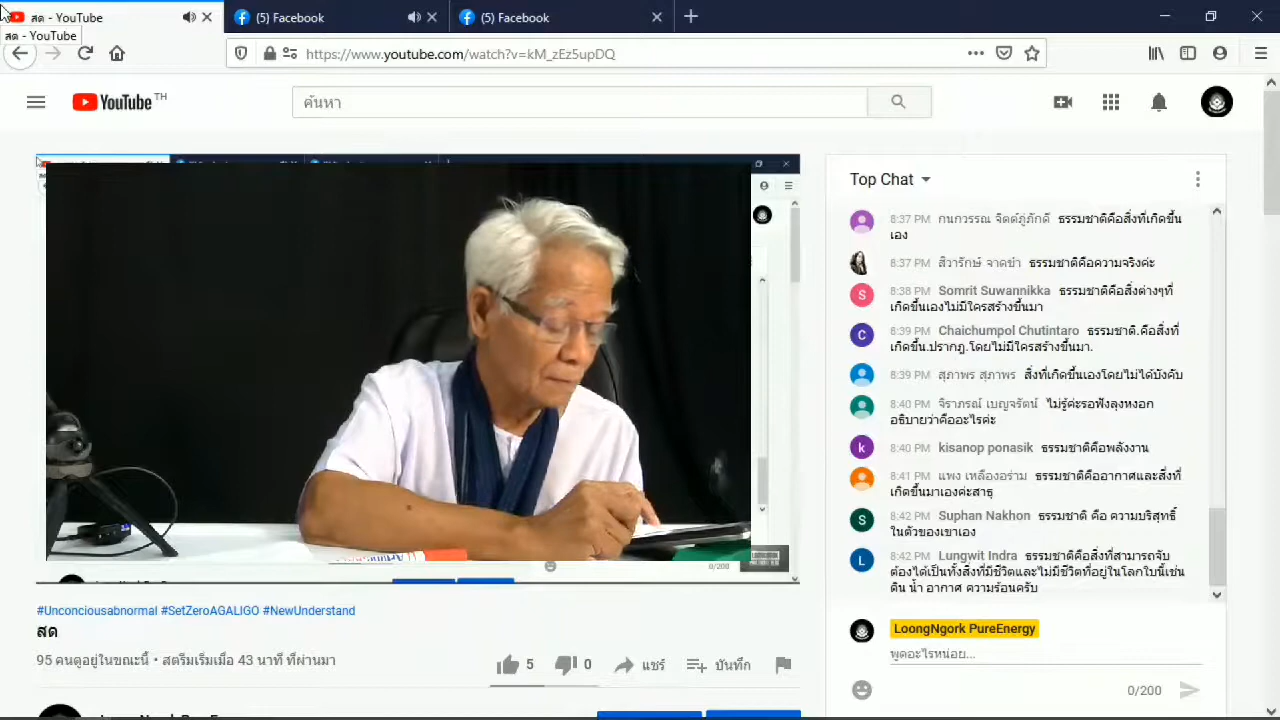 สด - YouTube
(5) Facebook
(5) Facebook
สด - YouTube
https://www.youtube.com/watch?v=kM_zEz5upDQ
YouTube TH
ค้นหา
#Unconciousabnormal #SetZeroAGALIGO #NewUnderstand
สด
95 คนดูอยู่ในขณะนี้ • สตรีมเริ่มเมื่อ 43 นาที ที่ผ่านมา
5
0
แชร์
บันทึก
Top Chat
8:37 PM กนกวรรณ จิตต์ภู่ภักดี ธรรมชาติคือสิ่งที่เกิดขึ้น
เอง
8:37 PM สิวารักษ์ จาดขำ ธรรมชาติคือความจริงค่ะ
8:38 PM Somrit Suwannikka ธรรมชาติคือสิ่งต่างๆที่
เกิดขึ้นเองไม่มีใครสร้างขึ้นมา
8:39 PM Chaichumpol Chutintaro ธรรมชาติ.คือสิ่งที่
เกิดขึ้น.ปรากฏ.โดยไม่มีใครสร้างขึ้นมา.
8:39 PM สุภาพร สุภาพร สิ่งที่เกิดขึ้นเองโดยไม่ได้บังคับ
8:40 PM จิราภรณ์ เบญจรัตน์ ไม่รู้ค่ะรอฟังลุงหงอก
อธิบายว่าคืออะไรค่ะ
8:40 PM kisanop ponasik ธรรมชาติคือพลังงาน
8:41 PM แพง เหลืองอร่าม ธรรมชาติคืออากาศและสิ่งที่
เกิดขึ้นมาเองค่ะสาธุ
8:42 PM Suphan Nakhon ธรรมชาติ คือ ความบริสุทธิ์
ในตัวของเขาเอง
8:42 PM Lungwit Indra ธรรมชาติคือสิ่งที่สามารถจับ
ต้องได้เป็นทั้งสิ่งที่มีชีวิตและไม่มีชีวิตที่อยู่ในโลกใบนี้เช่น
ดิน น้ำ อากาศ ความร้อนครับ
LoongNgork PureEnergy
พูดอะไรหน่อย...
0/200
0/200